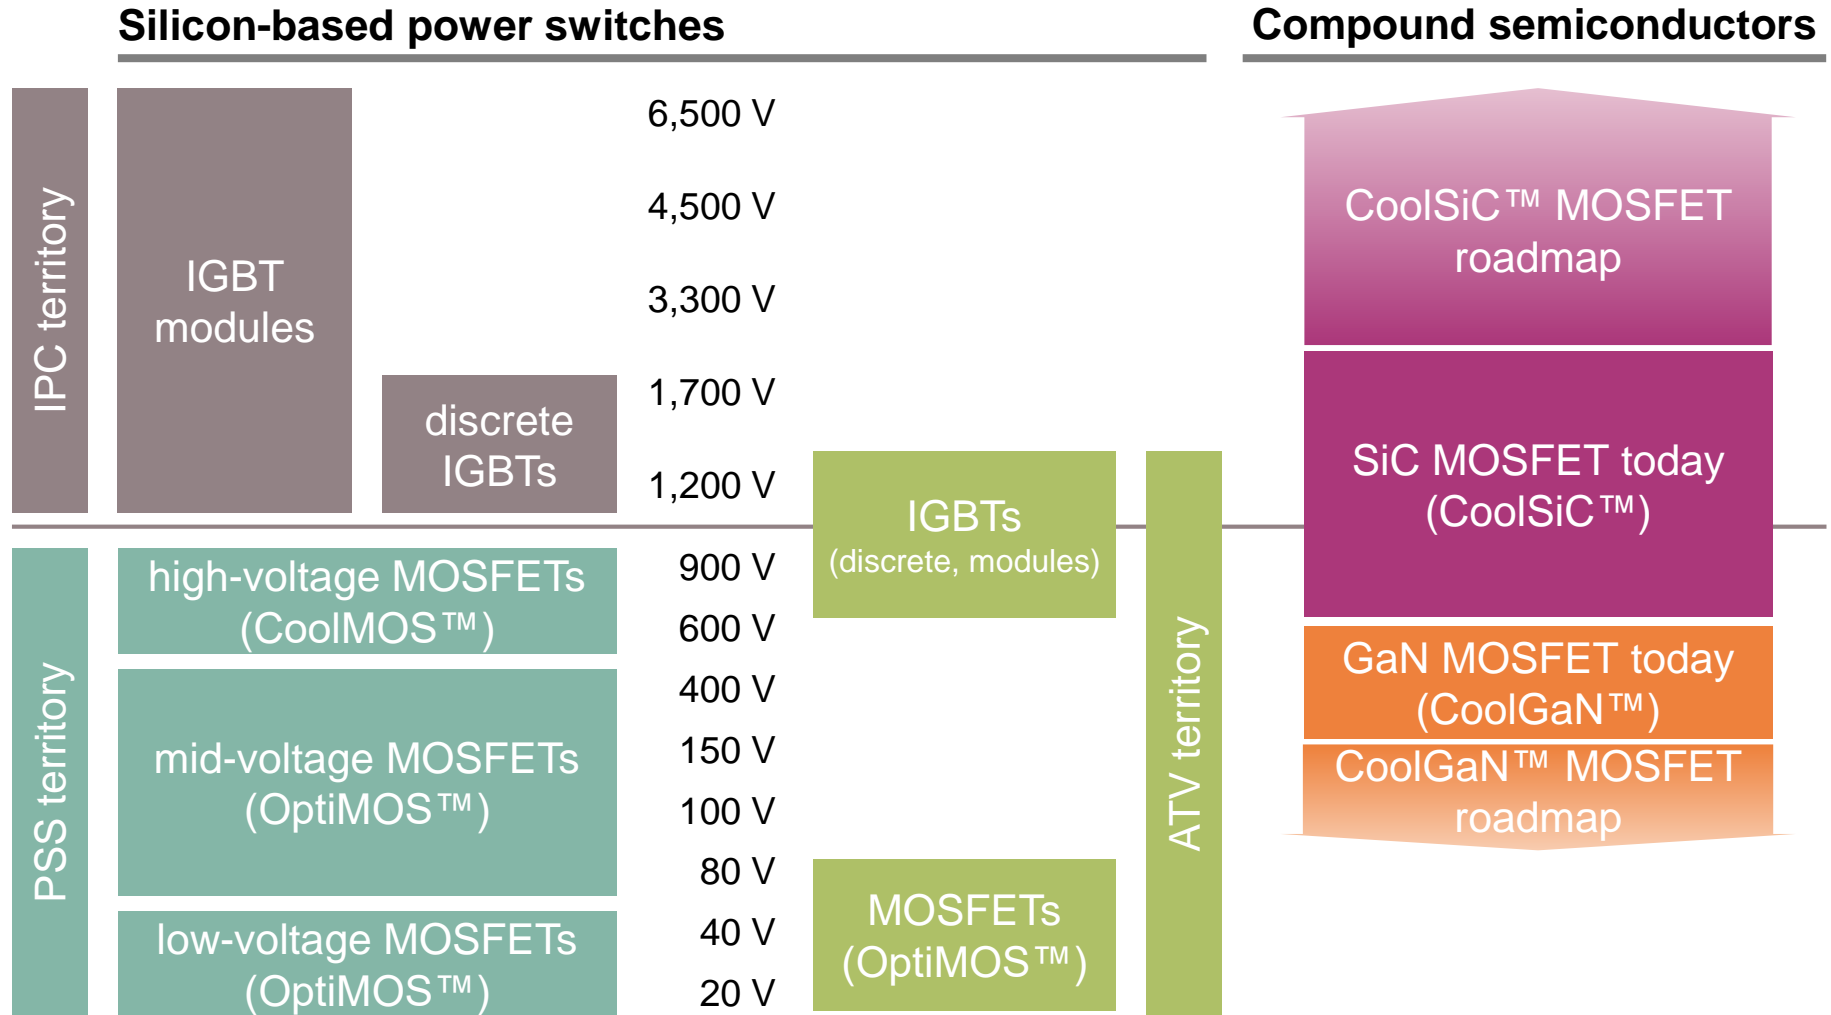 Silicon-based power switches
Compound semiconductors
IPC territory
IGBT
modules
discrete
IGBTs
6,500 V
4,500 V
3,300 V
1,700 V
1,200 V
900 V
600 V
400 V
150 V
100 V
80 V
40 V
20 V
PSS territory
high-voltage MOSFETs
(CoolMOS™)
mid-voltage MOSFETs
(OptiMOS™)
low-voltage MOSFETs
(OptiMOS™)
IGBTs
(discrete, modules)
MOSFETs
(OptiMOS™)
ATV territory
CoolSiC™ MOSFET
roadmap
SiC MOSFET today
(CoolSiC™)
GaN MOSFET today
(CoolGaN™)
CoolGaN™ MOSFET
roadmap